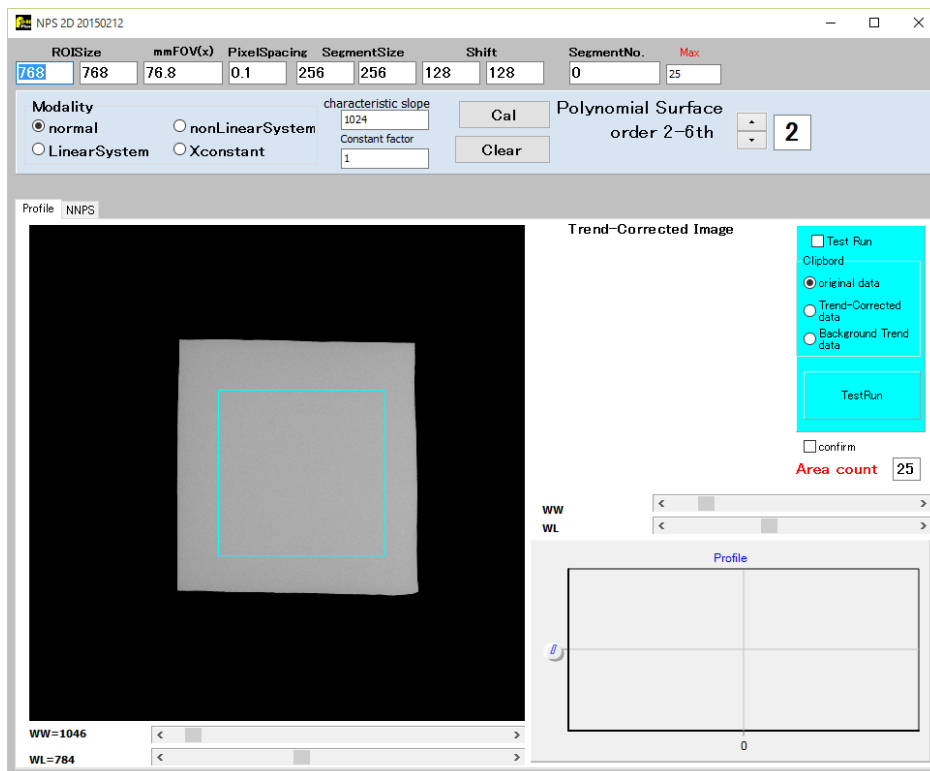 NPS 2D 20150212
ROISize mmFOV(x) PixelSpacing SegmentSize Shift SegmentNo. Max
768 768 76.8 0.1 256 256 128 128 0 25
Modality
normal nonLinearSystem
LinearSystem Xconstant
characteristic slope
1024
Constant factor
1
Cal
Clear
Polynomial Surface
order 2-6th
2
Profile NNPS
Trend-Corrected Image
Test Run
Clipbord
original data
Trend-Corrected
data
Background Trend
data
TestRun
confirm
Area count 25
WW
WL
Profile
0
WW=1046
WL=784